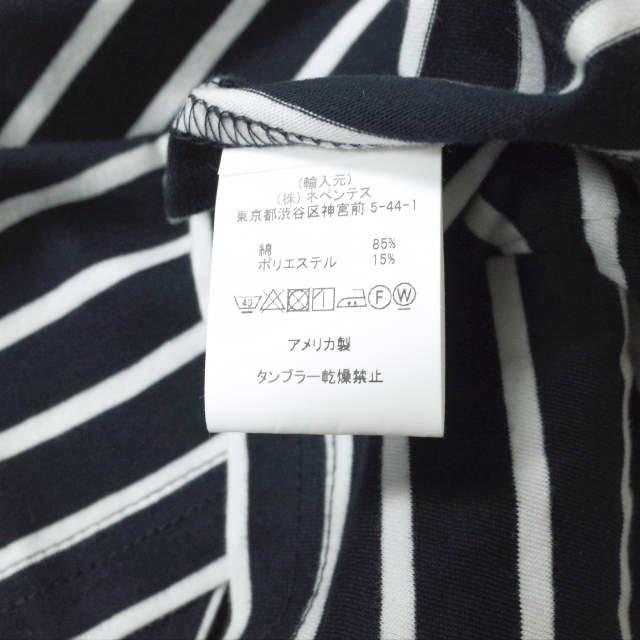 (輸入元)
(株) ネペンテス
東京都渋谷区神宮前 5-44-1
綿 85%
ポリエステル 15%
40 F W
アメリカ製
タンブラー乾燥禁止